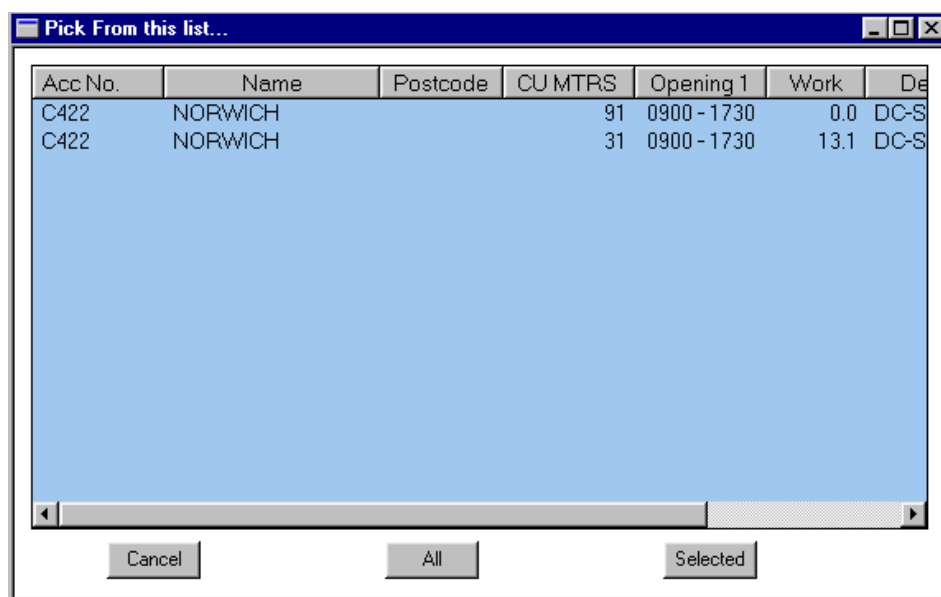 Pick From this list...
Acc No. Name Postcode CU MTRS Opening 1 Work De
C422 NORWICH 91 0900 - 1730 0.0 DC-S
C422 NORWICH 31 0900 - 1730 13.1 DC-S
Cancel All Selected